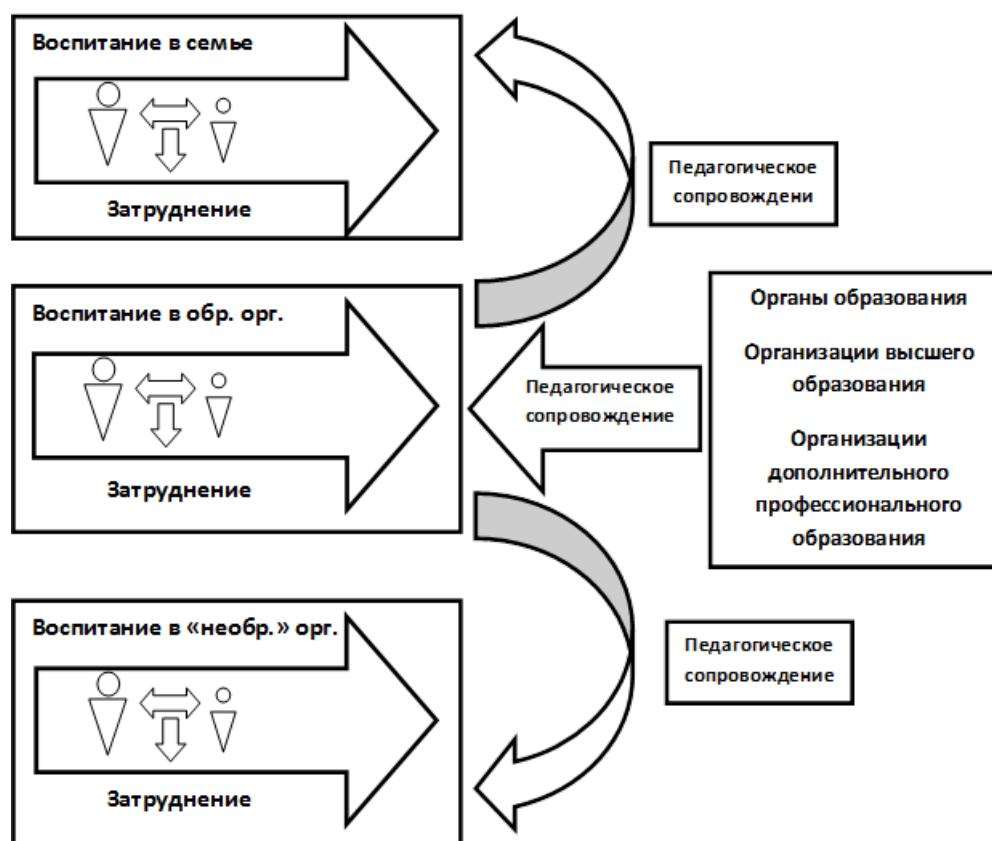 Воспитание в семье
Затруднение
Педагогическое
сопровождени
Воспитание в обр. орг.
Затруднение
Педагогическое
сопровождение
Органы образования
Организации высшего
образования
Организации
дополнительного
профессионального
образования
Воспитание в «необр.» орг.
Затруднение
Педагогическое
сопровождение